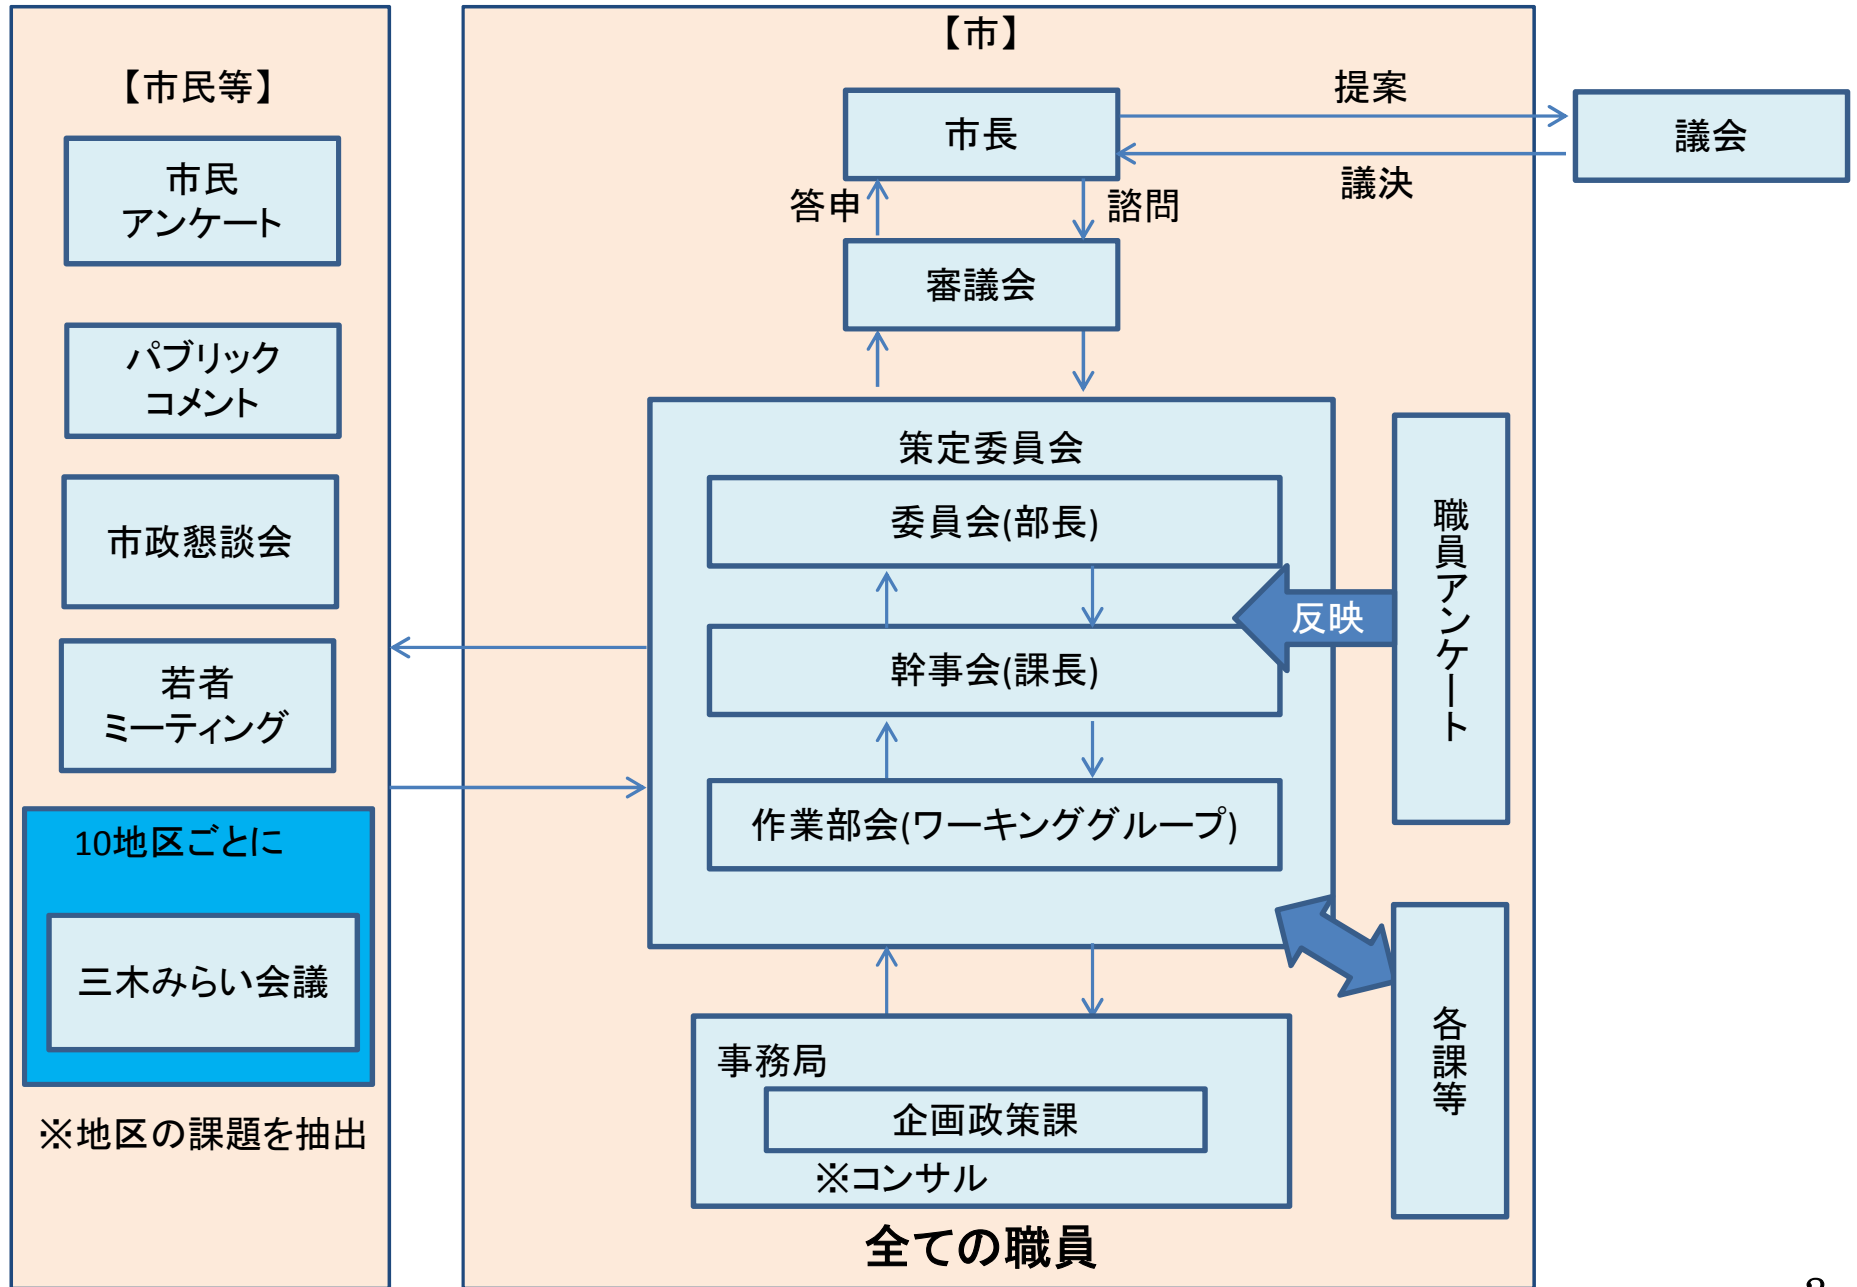 【市民等】
市民
アンケート
パブリック
コメント
市政懇談会
若者
ミーティング
10地区ごとに
三木みらい会議
※地区の課題を抽出
【市】
市長
提案
議決
議会
答申
諮問
審議会
策定委員会
委員会(部長)
幹事会(課長)
作業部会(ワーキンググループ)
反映
職員アンケート
各課等
事務局
企画政策課
※コンサル
全ての職員